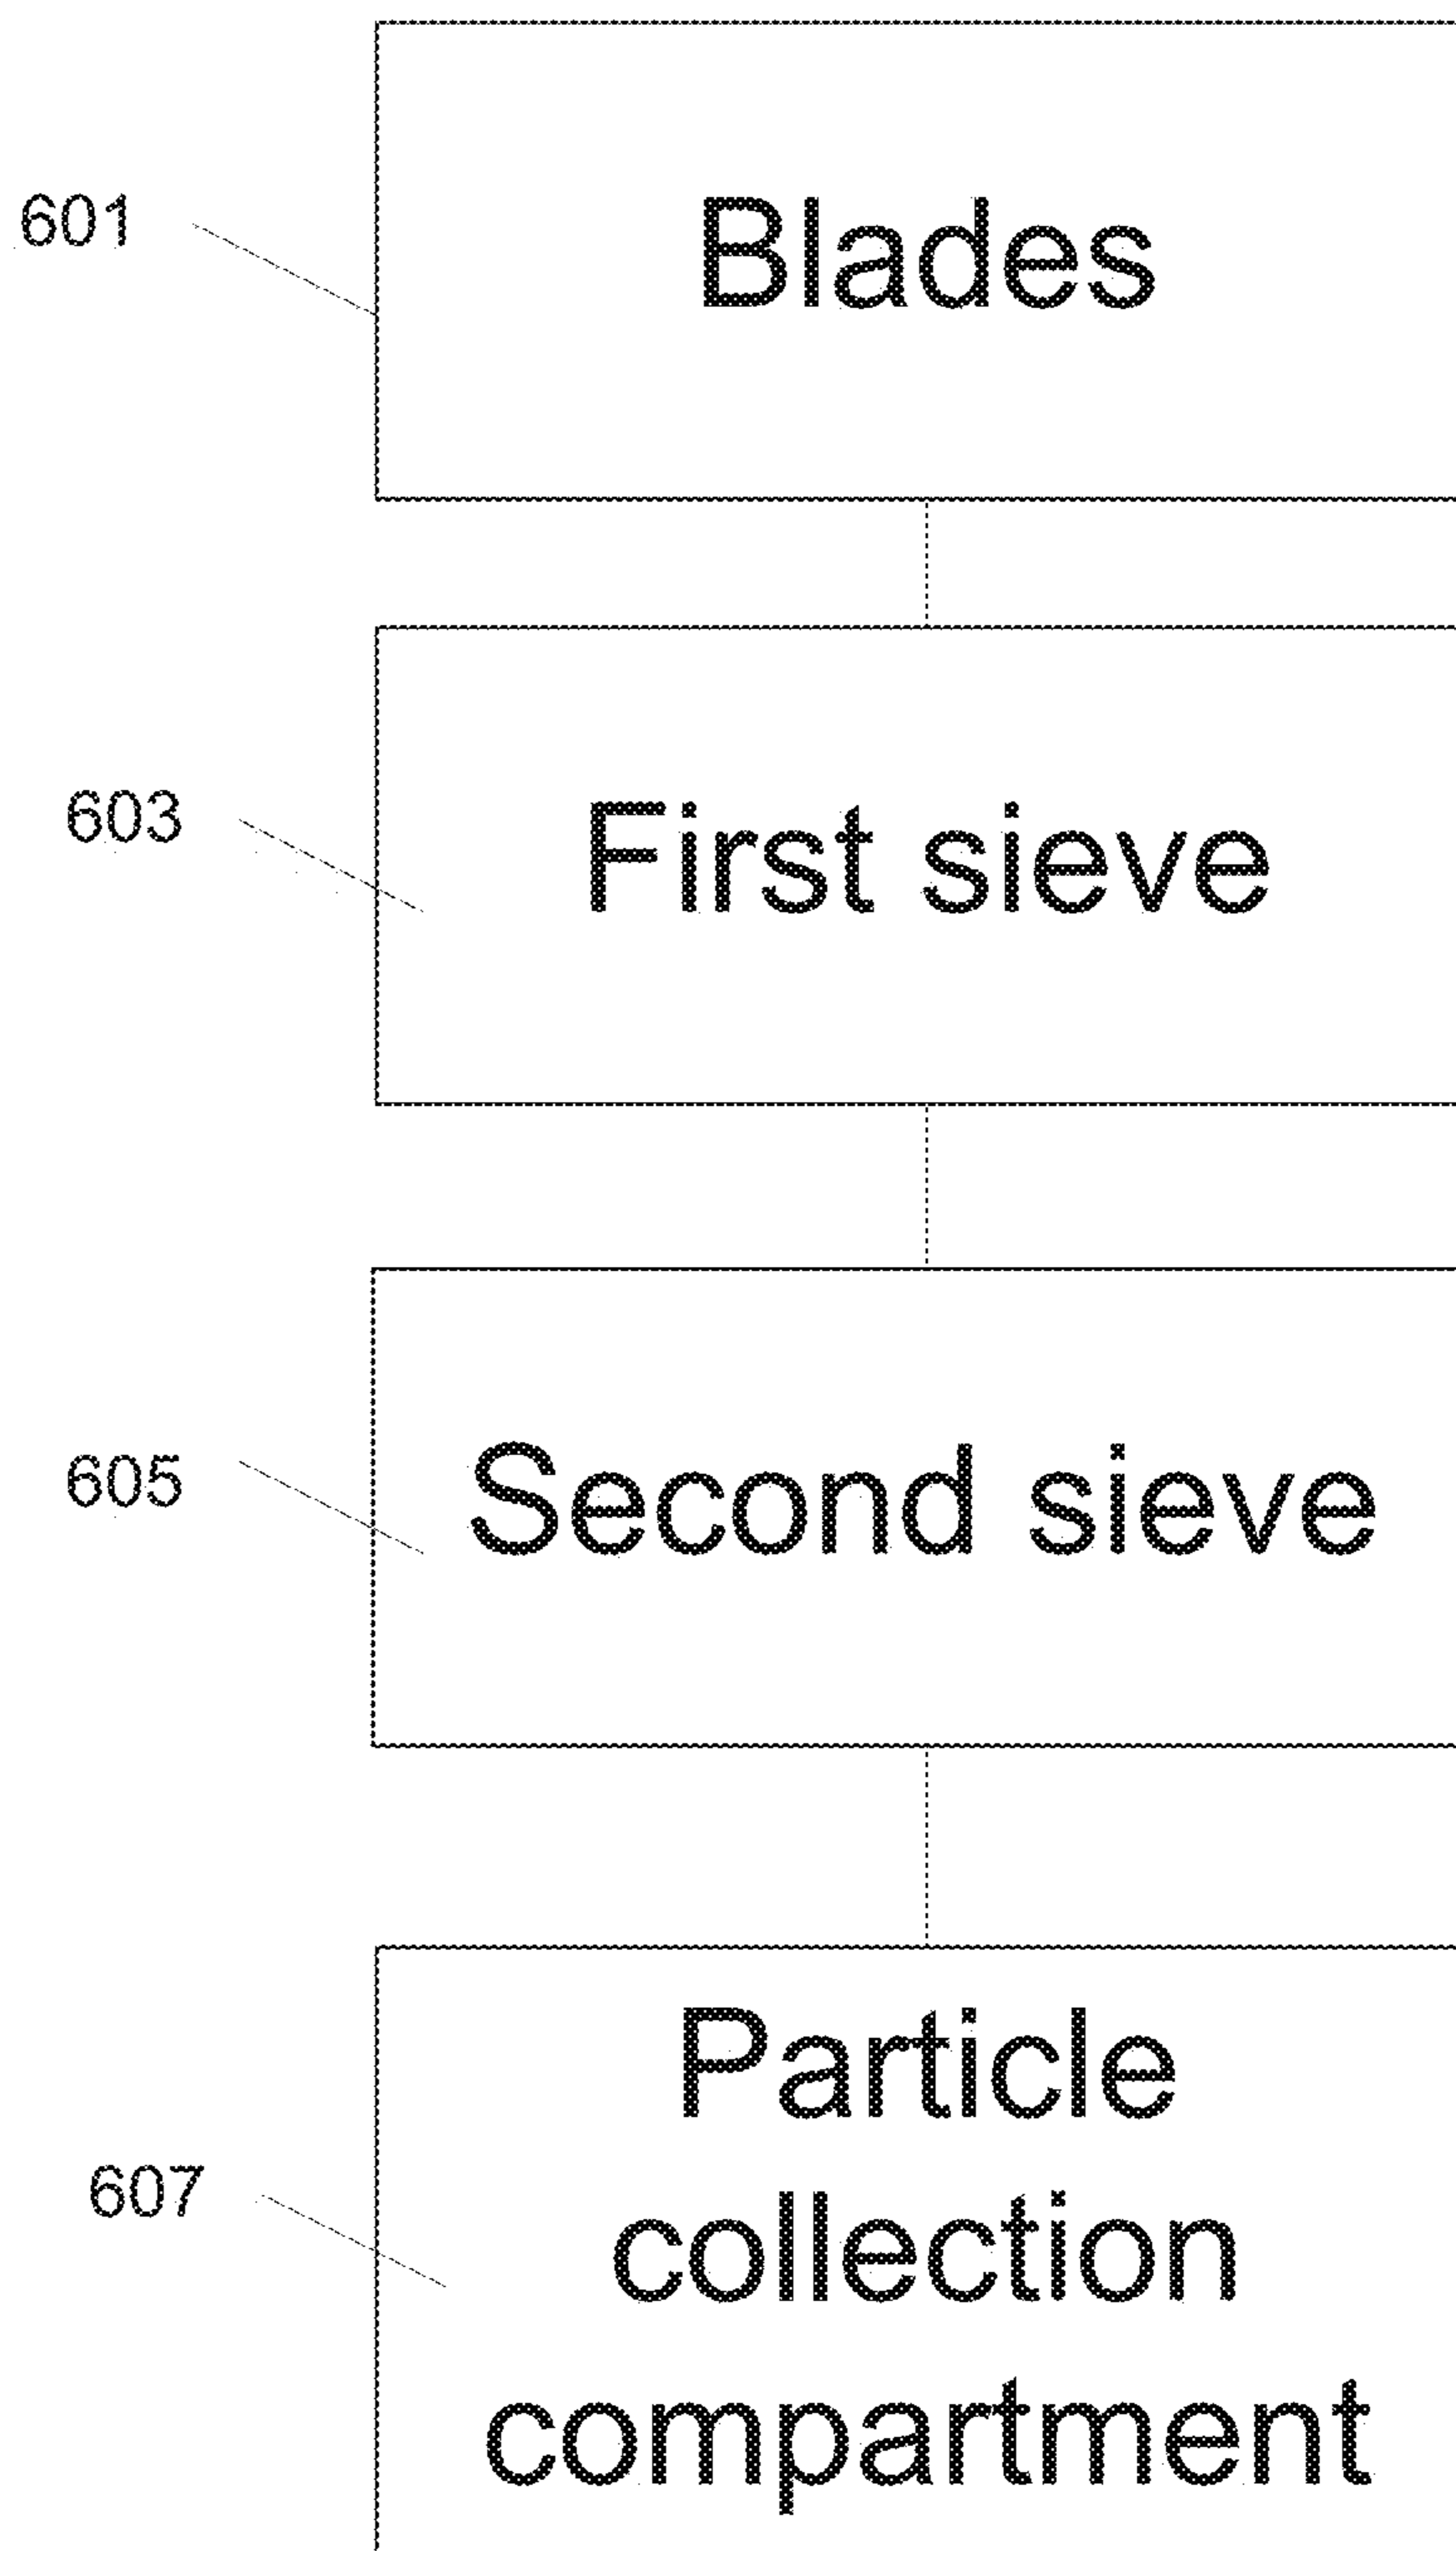 601
Blades
603
First sieve
605
Second sieve
Particle
607
collection
compartment